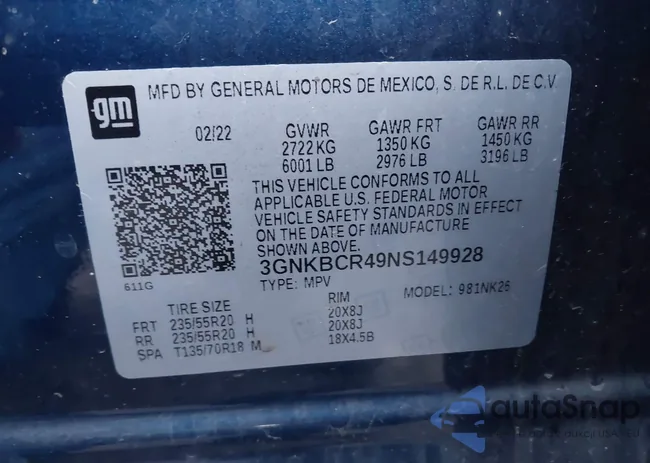 gm
MFD BY GENERAL MOTORS DE MEXICO, S. DE R.L. DE C.V
02/22 GVWR GAWR FRT GAWR RR
2722 KG 1350 KG 1450 KG
6001 LB 2976 LB 3196 LB
THIS VEHICLE CONFORMS TO ALL
APPLICABLE U.S. FEDERAL MOTOR
VEHICLE SAFETY STANDARDS IN EFFECT
ON THE DATE OF MANUFACTURE
SHOWN ABOVE.
3GNKBCR49NS149928
611G TYPE: MPV MODEL: 981NK26
TIRE SIZE RIM
FRT 235/55R20 H 20X8J
RR 235/55R20 H 20X8J
SPA T135/70R18 M 18X4.5B
autoSnap